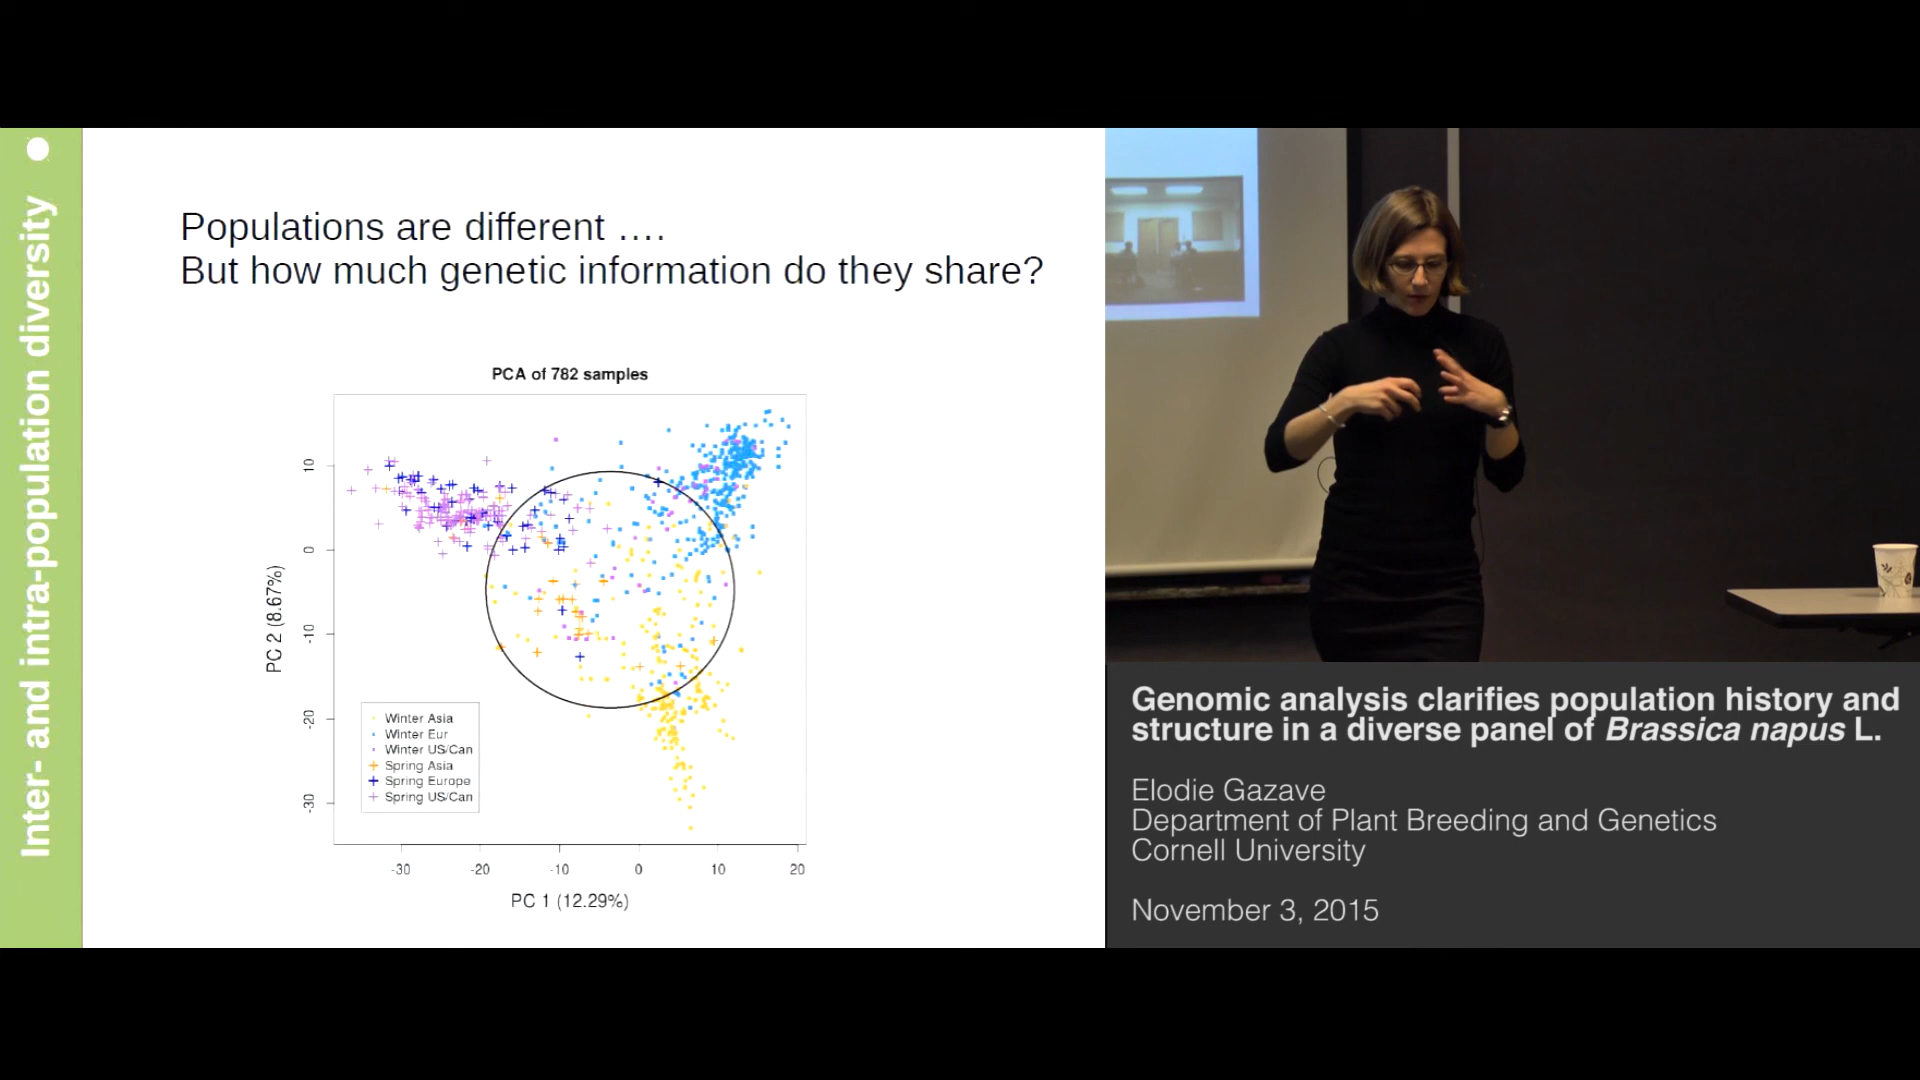 Inter- and intra-population diversity
Populations are different ....
But how much genetic information do they share?
PCA of 782 samples
PC 2 (8.67%)
10
0
-10
-20
-30
Winter Asia
Winter Eur
Winter US/Can
Spring Asia
Spring Europe
Spring US/Can
-30 -20 -10 0 10 20
PC 1 (12.29%)
Genomic analysis clarifies population history and
structure in a diverse panel of Brassica napus L.
Elodie Gazave
Department of Plant Breeding and Genetics
Cornell University
November 3, 2015